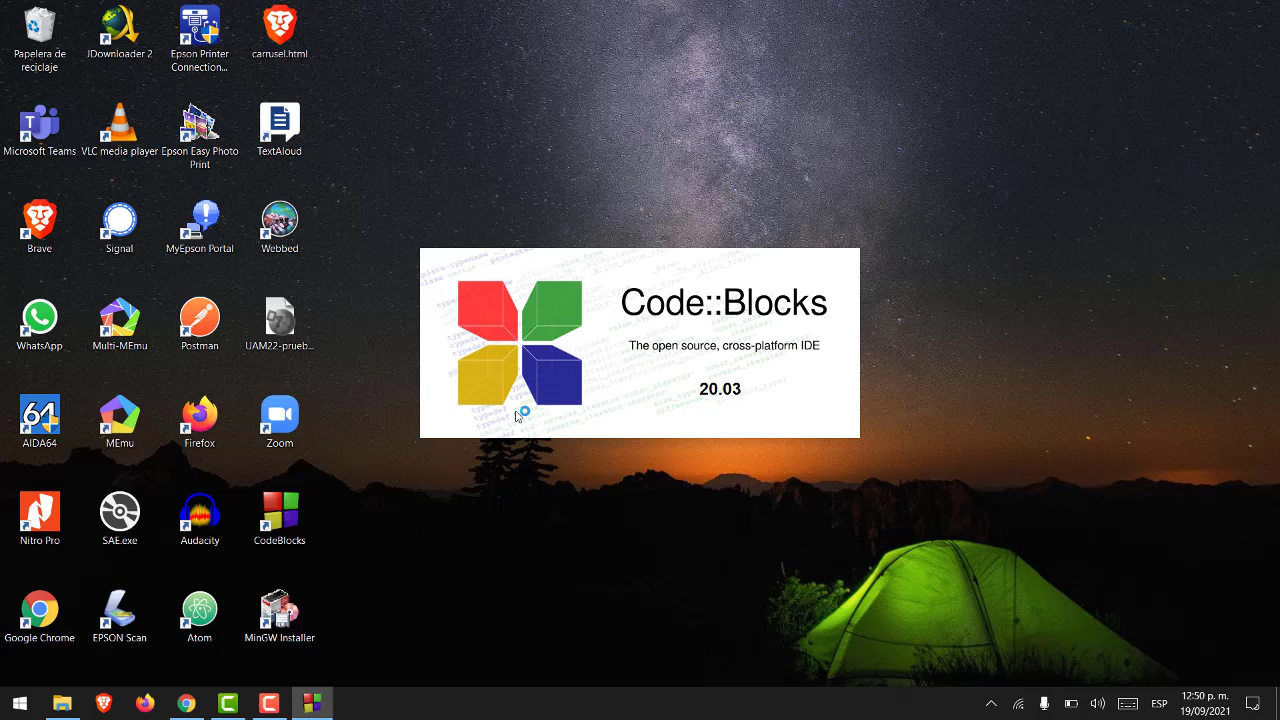 Papelera de
reciclaje
JDownloader 2
Epson Printer
Connection...
carrusel.html
Microsoft Teams
VLC media player
Epson Easy Photo
Print
TextAloud
Brave
Signal
MyEpson Portal
Webbed
WhatsApp
Multi-MEmu
Postman
UAM22-prueb...
64
AIDA64
MEmu
Firefox
Zoom
Nitro Pro
SAE.exe
Audacity
CodeBlocks
Google Chrome
EPSON Scan
Atom
MinGW Installer
Code::Blocks
The open source, cross-platform IDE
20.03
ESP
12:50 p. m.
19/09/2021